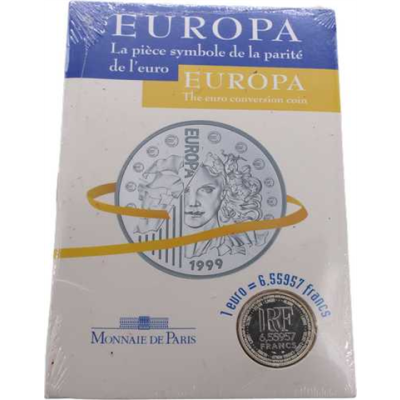 EUROPA
La pièce symbole de la parité
de l'euro
EUROPA
The euro conversion coin
EUROPA
1999
1 euro = 6,55957 francs
RF
6,55957
FRANCS
MONNAIE DE PARIS